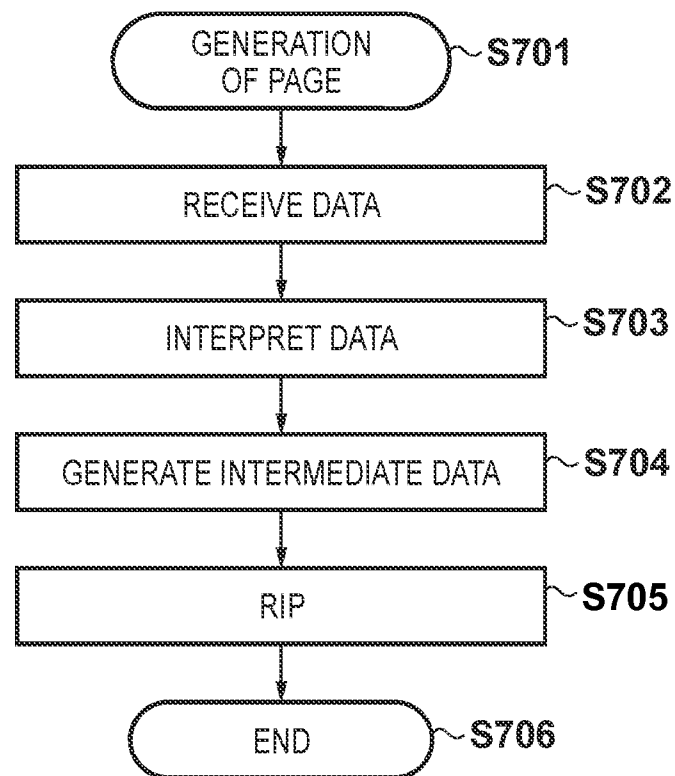 GENERATION
OF PAGE
S701
RECEIVE DATA
S702
INTERPRET DATA
S703
GENERATE INTERMEDIATE DATA
S704
RIP
S705
END
S706